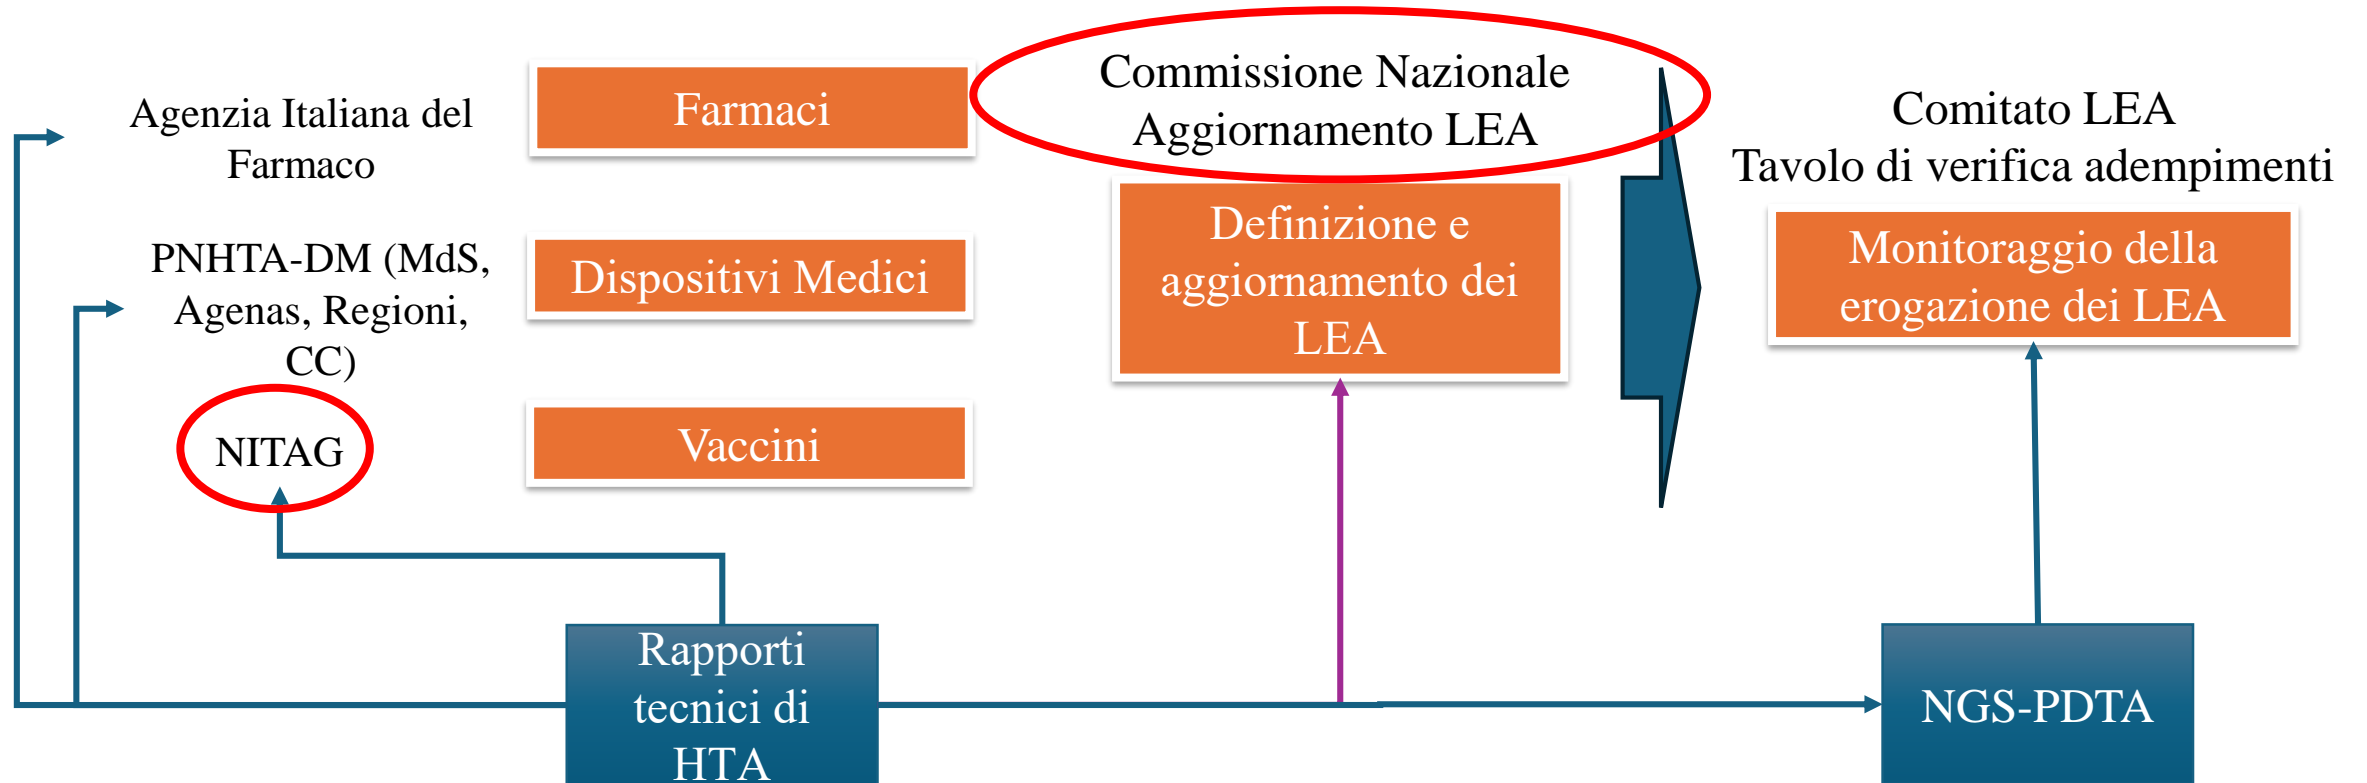 Agenzia Italiana del
Farmaco
Farmaci
PNHTA-DM (MdS,
Agenas, Regioni,
CC)
Dispositivi Medici
NITAG
Vaccini
Commissione Nazionale
Aggiornamento LEA
Definizione e
aggiornamento dei
LEA
Comitato LEA
Tavolo di verifica adempimenti
Monitoraggio della
erogazione dei LEA
Rapporti
tecnici di
HTA
NGS-PDTA